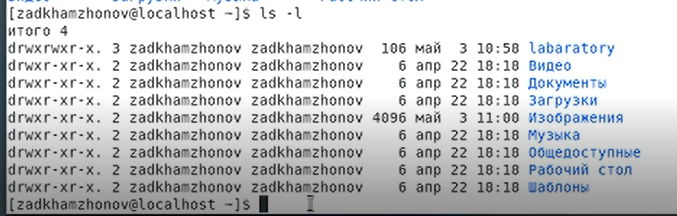 [zadkhamzhonov@localhost ~]$ ls -l
итого 4
drwxrwxr-x. 3 zadkhamzhonov zadkhamzhonov 106 май 3 10:58 labaratory
drwxr-xr-x. 2 zadkhamzhonov zadkhamzhonov 6 апр 22 18:18 Видео
drwxr-xr-x. 2 zadkhamzhonov zadkhamzhonov 6 апр 22 18:18 Документы
drwxr-xr-x. 2 zadkhamzhonov zadkhamzhonov 6 апр 22 18:18 Загрузки
drwxr-xr-x. 2 zadkhamzhonov zadkhamzhonov 4096 май 3 11:00 Изображения
drwxr-xr-x. 2 zadkhamzhonov zadkhamzhonov 6 апр 22 18:18 Музыка
drwxr-xr-x. 2 zadkhamzhonov zadkhamzhonov 6 апр 22 18:18 Общедоступные
drwxr-xr-x. 2 zadkhamzhonov zadkhamzhonov 6 апр 22 18:18 Рабочий стол
drwxr-xr-x. 2 zadkhamzhonov zadkhamzhonov 6 апр 22 18:18 Шаблоны
[zadkhamzhonov@localhost ~]$